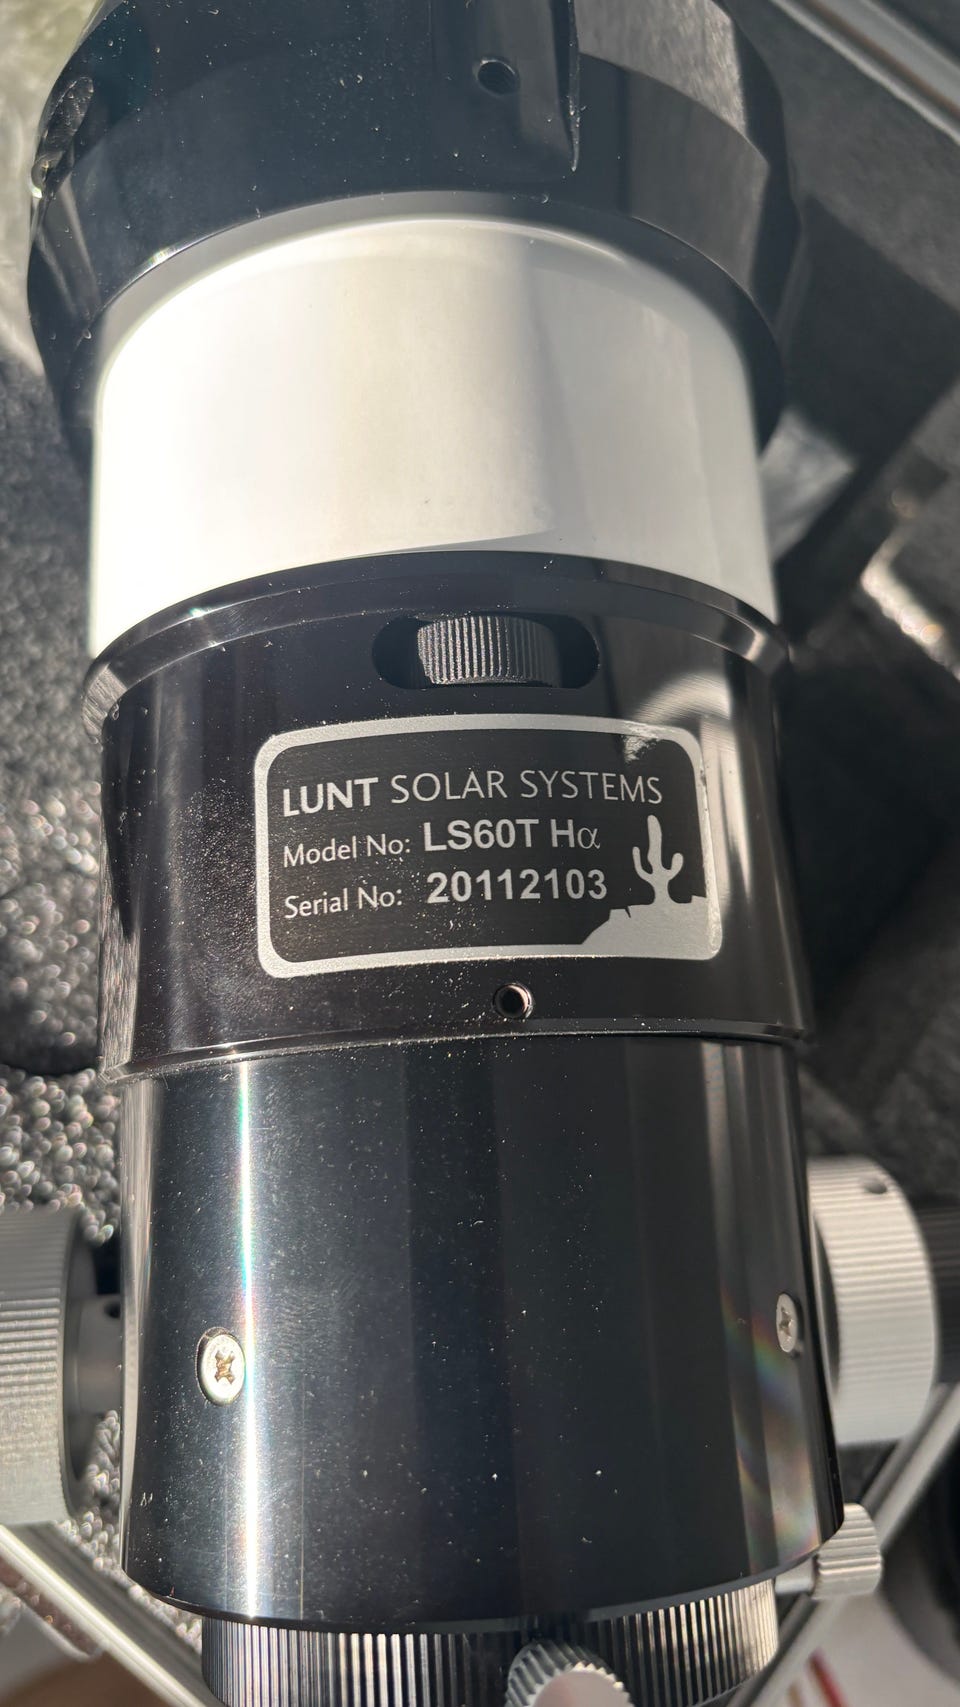 LUNT SOLAR SYSTEMS
Model No: LS60T Hα
Serial No: 20112103